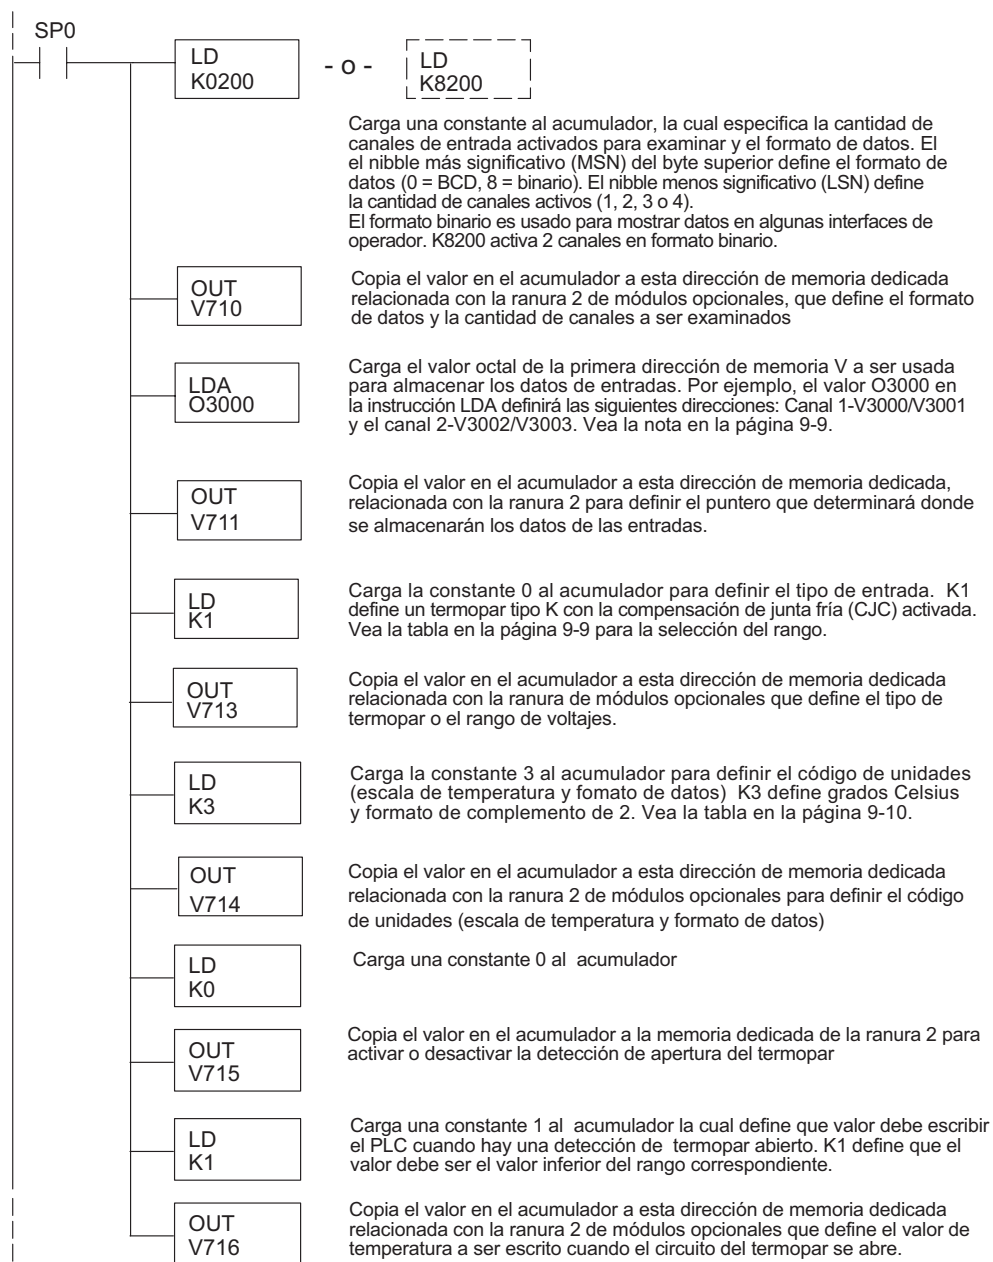 SP0
LD
K0200
- o -
LD
K8200
Carga una constante al acumulador, la cual especifica la cantidad de
canales de entrada activados para examinar y el formato de datos. El
el nibble más significativo (MSN) del byte superior define el formato de
datos (0 = BCD, 8 = binario). El nibble menos significativo (LSN) define
la cantidad de canales activos (1, 2, 3 o 4).
El formato binario es usado para mostrar datos en algunas interfaces de
operador. K8200 activa 2 canales en formato binario.
OUT
V710
Copia el valor en el acumulador a esta dirección de memoria dedicada
relacionada con la ranura 2 de módulos opcionales, que define el formato
de datos y la cantidad de canales a ser examinados
LDA
O3000
Carga el valor octal de la primera dirección de memoria V a ser usada
para almacenar los datos de entradas. Por ejemplo, el valor O3000 en
la instrucción LDA definirá las siguientes direcciones: Canal 1-V3000/V3001
y el canal 2-V3002/V3003. Vea la nota en la página 9-9.
OUT
V711
Copia el valor en el acumulador a esta dirección de memoria dedicada,
relacionada con la ranura 2 para definir el puntero que determinará donde
se almacenarán los datos de las entradas.
LD
K1
Carga la constante 0 al acumulador para definir el tipo de entrada. K1
define un termopar tipo K con la compensación de junta fría (CJC) activada.
Vea la tabla en la página 9-9 para la selección del rango.
OUT
V713
Copia el valor en el acumulador a esta dirección de memoria dedicada
relacionada con la ranura de módulos opcionales que define el tipo de
termopar o el rango de voltajes.
LD
K3
Carga la constante 3 al acumulador para definir el código de unidades
(escala de temperatura y fomato de datos) K3 define grados Celsius
y formato de complemento de 2. Vea la tabla en la página 9-10.
OUT
V714
Copia el valor en el acumulador a esta dirección de memoria dedicada
relacionada con la ranura 2 de módulos opcionales para definir el código
de unidades (escala de temperatura y formato de datos)
LD
K0
Carga una constante 0 al acumulador
OUT
V715
Copia el valor en el acumulador a la memoria dedicada de la ranura 2 para
activar o desactivar la detección de apertura del termopar
LD
K1
Carga una constante 1 al acumulador la cual define que valor debe escribir
el PLC cuando hay una detección de termopar abierto. K1 define que el
valor debe ser el valor inferior del rango correspondiente.
OUT
V716
Copia el valor en el acumulador a esta dirección de memoria dedicada
relacionada con la ranura 2 de módulos opcionales que define el valor de
temperatura a ser escrito cuando el circuito del termopar se abre.